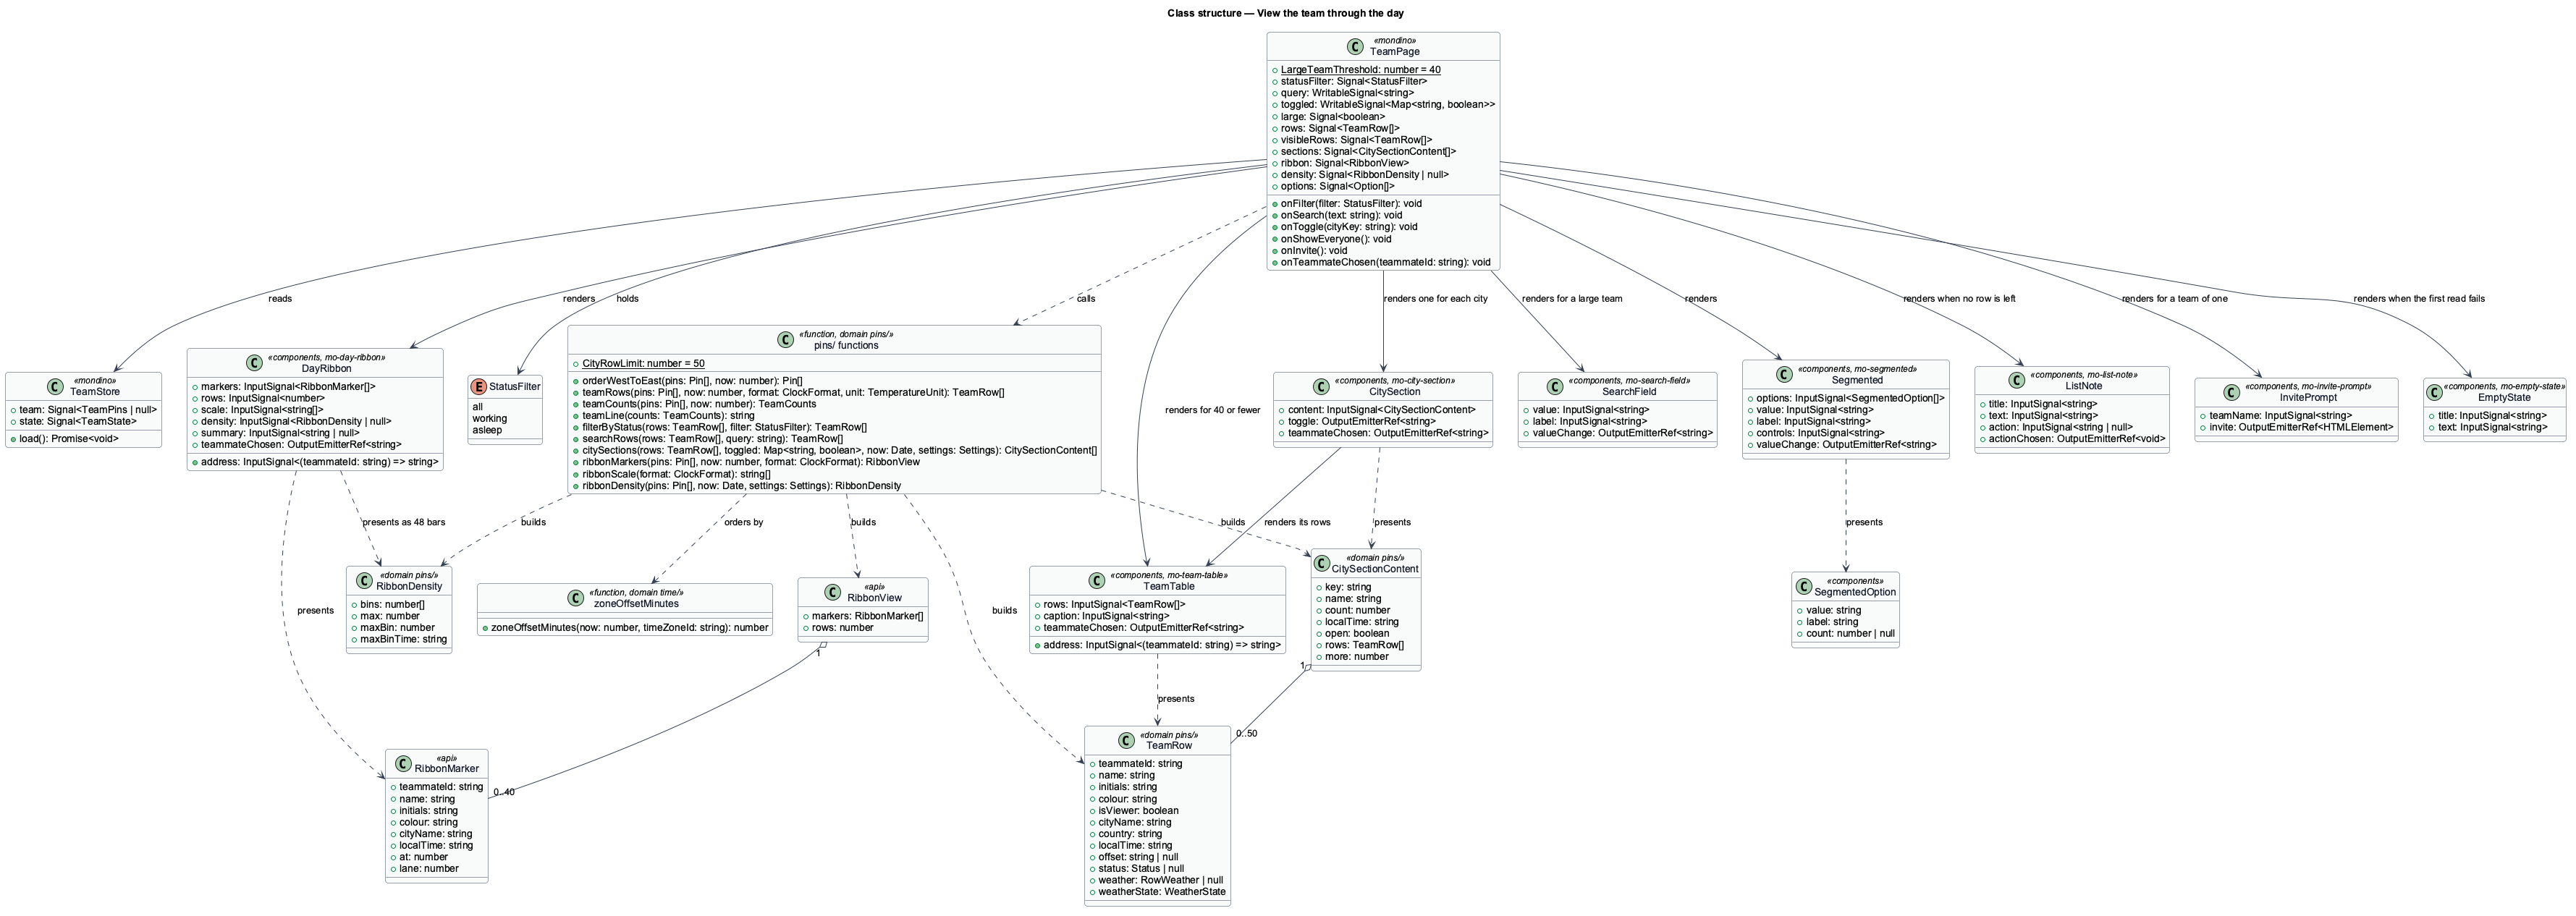 Class structure — View the team through the day
«mondino»
TeamPage
LargeTeamThreshold: number = 40
statusFilter: Signal<StatusFilter>
query: WritableSignal<string>
toggled: WritableSignal<Map<string, boolean>>
large: Signal<boolean>
rows: Signal<TeamRow[]>
visibleRows: Signal<TeamRow[]>
sections: Signal<CitySectionContent[]>
ribbon: Signal<RibbonView>
density: Signal<RibbonDensity | null>
options: Signal<Option[]>
onFilter(filter: StatusFilter): void
onSearch(text: string): void
onToggle(cityKey: string): void
onShowEveryone(): void
onInvite(): void
onTeammateChosen(teammateId: string): void
reads
renders
holds
calls
renders one for each city
renders for a large team
renders
renders when no row is left
renders for a team of one
renders when the first read fails
«mondino»
TeamStore
team: Signal<TeamPins | null>
state: Signal<TeamState>
load(): Promise<void>
«components, mo-day-ribbon»
DayRibbon
markers: InputSignal<RibbonMarker[]>
rows: InputSignal<number>
scale: InputSignal<string[]>
density: InputSignal<RibbonDensity | null>
summary: InputSignal<string | null>
teammateChosen: OutputEmitterRef<string>
address: InputSignal<(teammateId: string) => string>
E StatusFilter
all
working
asleep
«function, domain pins/»
pins/ functions
CityRowLimit: number = 50
orderWestToEast(pins: Pin[], now: number): Pin[]
teamRows(pins: Pin[], now: number, format: ClockFormat, unit: TemperatureUnit): TeamRow[]
teamCounts(pins: Pin[], now: number): TeamCounts
teamLine(counts: TeamCounts): string
filterByStatus(rows: TeamRow[], filter: StatusFilter): TeamRow[]
searchRows(rows: TeamRow[], query: string): TeamRow[]
citySections(rows: TeamRow[], toggled: Map<string, boolean>, now: Date, settings: Settings): CitySectionContent[]
ribbonMarkers(pins: Pin[], now: number, format: ClockFormat): RibbonView
ribbonScale(format: ClockFormat): string[]
ribbonDensity(pins: Pin[], now: Date, settings: Settings): RibbonDensity
renders for 40 or fewer
«components, mo-city-section»
CitySection
content: InputSignal<CitySectionContent>
toggle: OutputEmitterRef<string>
teammateChosen: OutputEmitterRef<string>
«components, mo-search-field»
SearchField
value: InputSignal<string>
label: InputSignal<string>
valueChange: OutputEmitterRef<string>
«components, mo-segmented»
Segmented
options: InputSignal<SegmentedOption[]>
value: InputSignal<string>
label: InputSignal<string>
controls: InputSignal<string>
valueChange: OutputEmitterRef<string>
«components, mo-list-note»
ListNote
title: InputSignal<string>
text: InputSignal<string>
action: InputSignal<string | null>
actionChosen: OutputEmitterRef<void>
«components, mo-invite-prompt»
InvitePrompt
teamName: InputSignal<string>
invite: OutputEmitterRef<HTMLElement>
«components, mo-empty-state»
EmptyState
title: InputSignal<string>
text: InputSignal<string>
presents as 48 bars
builds
orders by
builds
builds
renders its rows
presents
presents
presents
builds
«domain pins/»
RibbonDensity
bins: number[]
max: number
maxBin: number
maxBinTime: string
«function, domain time/»
zoneOffsetMinutes
zoneOffsetMinutes(now: number, timeZoneId: string): number
«api»
RibbonView
markers: RibbonMarker[]
rows: number
1
«components, mo-team-table»
TeamTable
rows: InputSignal<TeamRow[]>
caption: InputSignal<string>
teammateChosen: OutputEmitterRef<string>
address: InputSignal<(teammateId: string) => string>
«domain pins/»
CitySectionContent
key: string
name: string
count: number
localTime: string
open: boolean
rows: TeamRow[]
more: number
1
«components»
SegmentedOption
value: string
label: string
count: number | null
presents
0..40
0..50
«api»
RibbonMarker
teammateId: string
name: string
initials: string
colour: string
cityName: string
localTime: string
at: number
lane: number
«domain pins/»
TeamRow
teammateId: string
name: string
initials: string
colour: string
isViewer: boolean
cityName: string
country: string
localTime: string
offset: string | null
status: Status | null
weather: RowWeather | null
weatherState: WeatherState